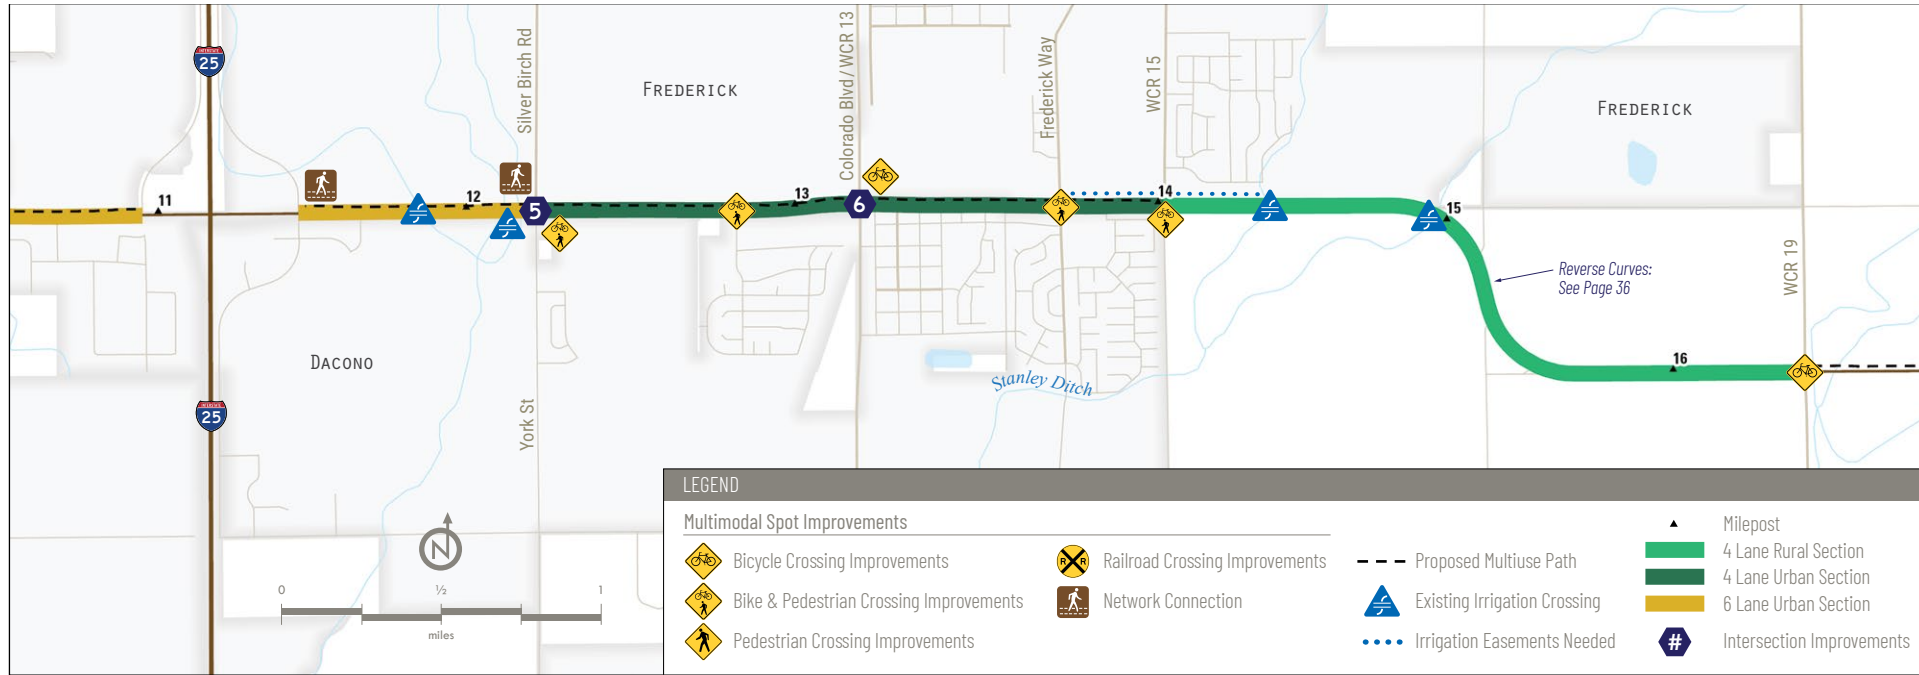 INTERSTATE
25
Silver Birch Rd
FREDERICK
Colorado Blvd / WCR 13
Frederick Way
WCR 15
FREDERICK
11
12
5
13
6
14
15
Reverse Curves:
See Page 36
WCR 19
16
DACONO
York St
Stanley Ditch
INTERSTATE
25
N
0
½
1
miles
LEGEND
Multimodal Spot Improvements
Bicycle Crossing Improvements
Bike & Pedestrian Crossing Improvements
Pedestrian Crossing Improvements
R R
Railroad Crossing Improvements
Network Connection
Proposed Multiuse Path
Existing Irrigation Crossing
Irrigation Easements Needed
Milepost
4 Lane Rural Section
4 Lane Urban Section
6 Lane Urban Section
#
Intersection Improvements